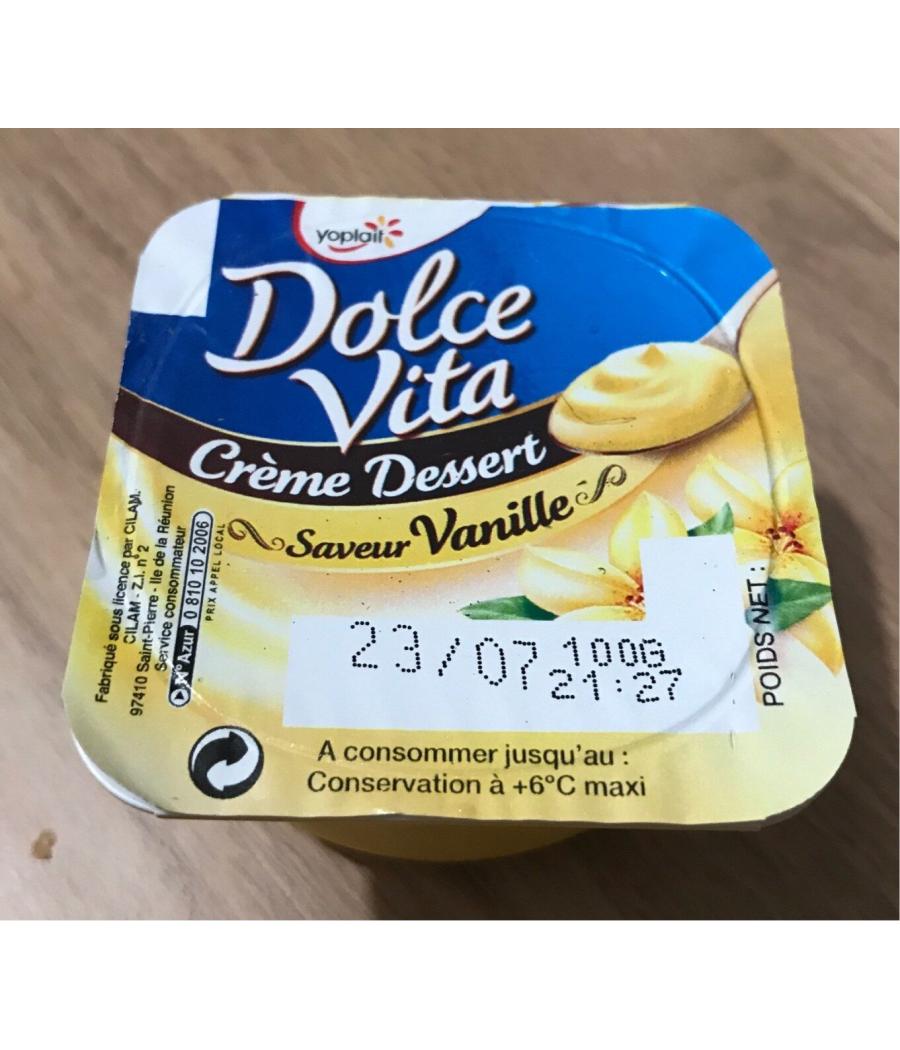 yoplait
Dolce
Vita
Crème Dessert
Saveur Vanille
Fabriqué sous licence par CILAM
CILAM - Z.I. n°2
97410 Saint-Pierre - Ile de la Réunion
Service consommateur
N° Azur 0 810 10 2006
PRIX APPEL LOCAL
23/07 100G
21:27
POIDS NET :
A consommer jusqu'au :
Conservation à +6°C maxi